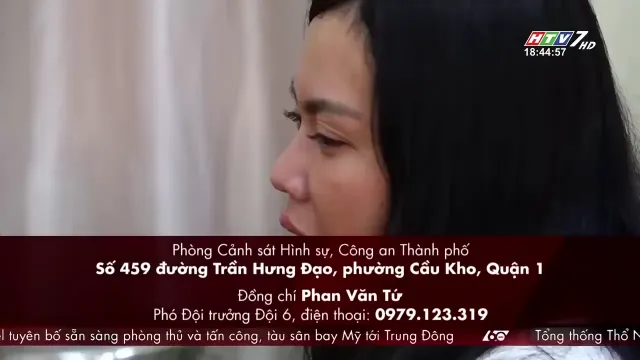 HTV7 HD
18:44:57
Phòng Cảnh sát Hình sự, Công an Thành phố
Số 459 đường Trần Hưng Đạo, phường Cầu Kho, Quận 1
Đồng chí Phan Văn Tứ
Phó Đội trưởng Đội 6, điện thoại: 0979.123.319
el tuyên bố sẵn sàng phòng thủ và tấn công, tàu sân bay Mỹ tới Trung Đông 60 Tổng thống Thổ N